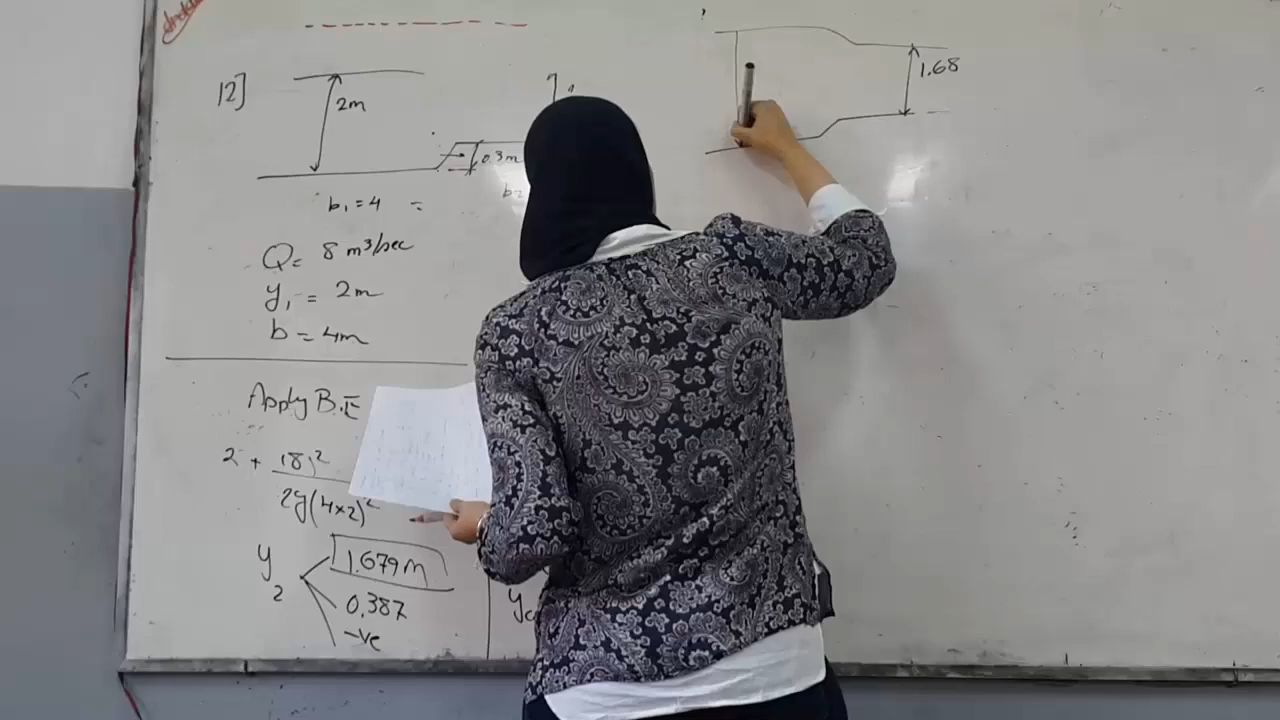 12]
2m
0.3m
b₁ = 4 =
Q = 8 m³/sec
y₁ = 2m
b = 4m
Apply B.E
2 + (8)² / 2g(4×2)²
y₂
1.679m
0.387
-ve
1.68